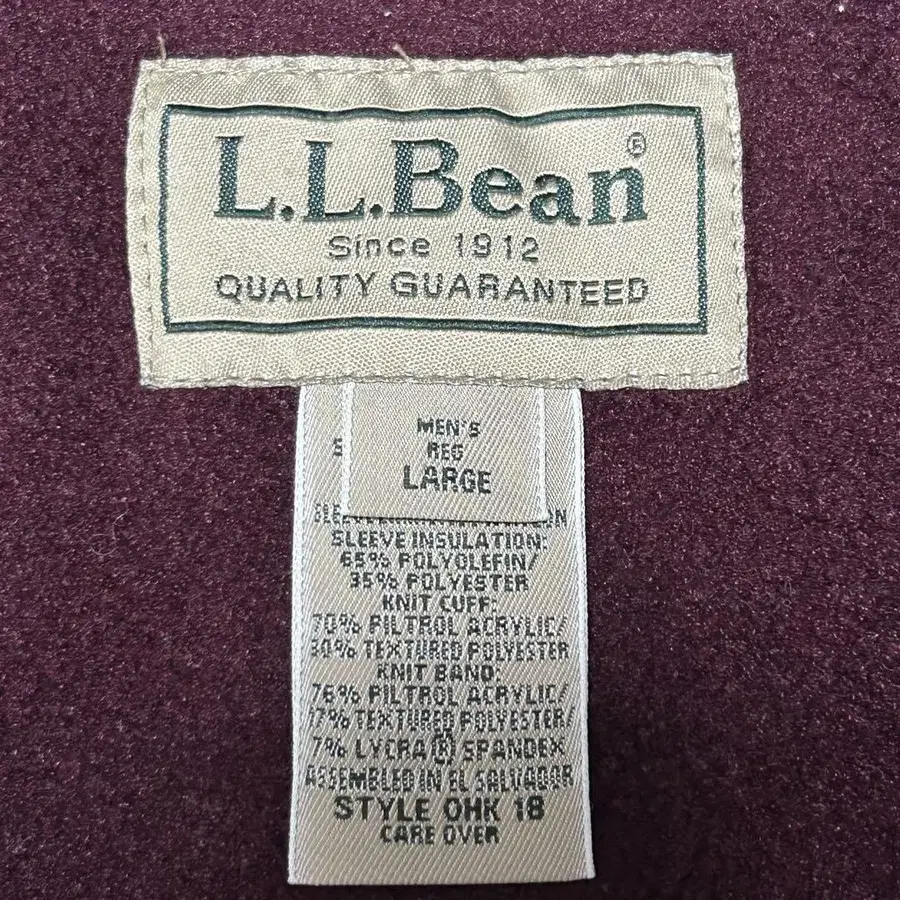 L.L.Bean®
Since 1912
QUALITY GUARANTEED
MEN'S
REG
LARGE
SLEEVE INSULATION:
65% POLYOLEFIN/
35% POLYESTER
KNIT CUFF:
70% PILTROL ACRYLIC/
30% TEXTURED POLYESTER
KNIT BAND:
76% PILTROL ACRYLIC/
17% TEXTURED POLYESTER/
7% LYCRA® SPANDEX
ASSEMBLED IN EL SALVADOR
STYLE OHK 18
CARE OVER